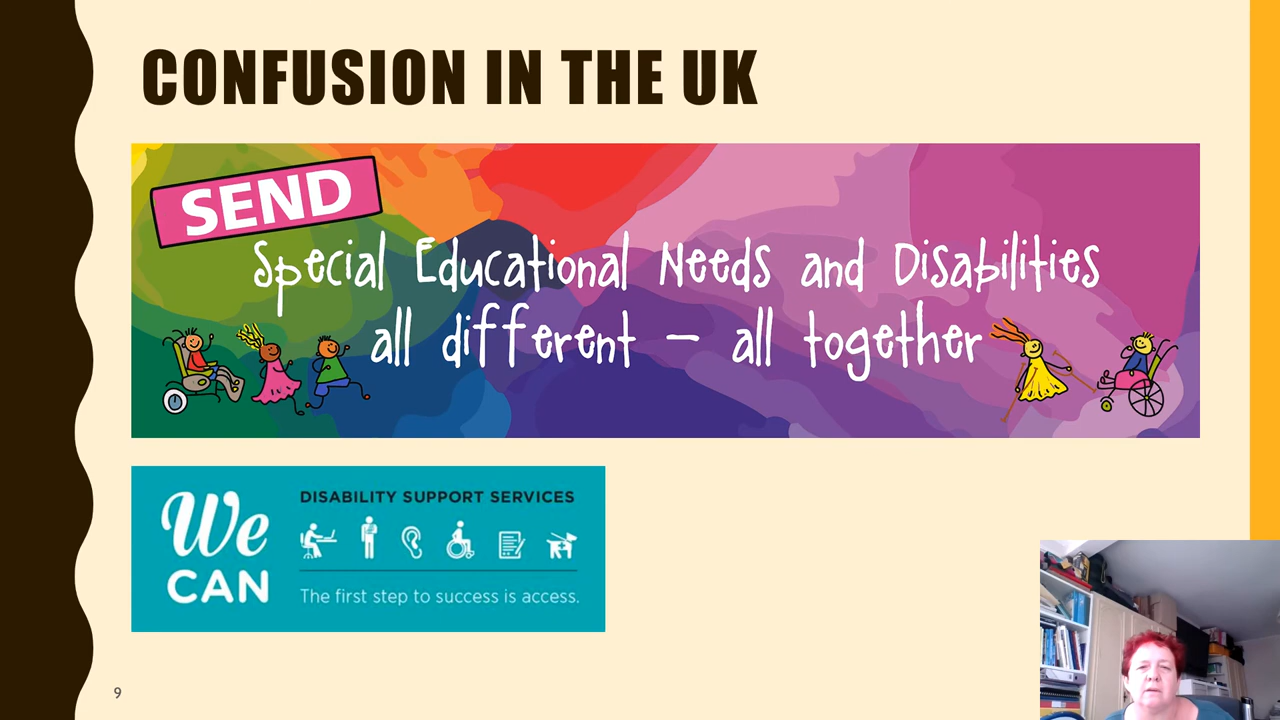 CONFUSION IN THE UK
SEND
Special Educational Needs and Disabilities
all different – all together
We
CAN
DISABILITY SUPPORT SERVICES
The first step to success is access.
9